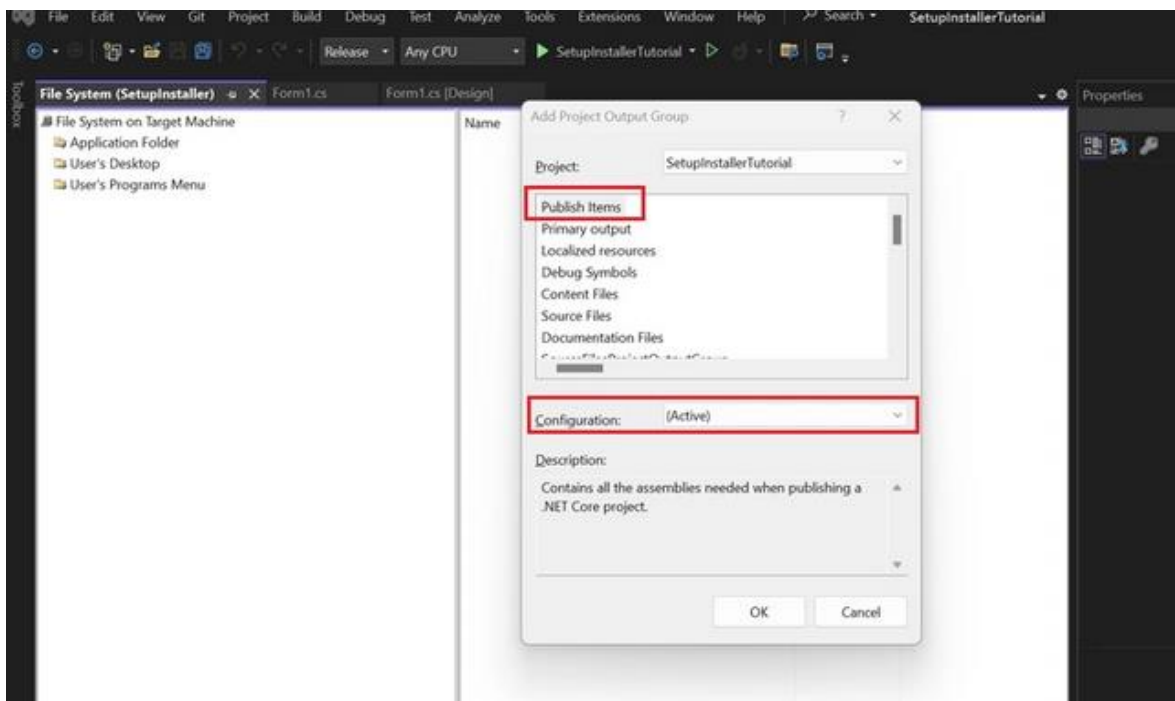 File Edit View Git Project Build Debug Test Analyze Tools Extensions Window Help Search SetupInstallerTutorial
Release Any CPU SetupInstallerTutorial
Toolbox
File System (SetupInstaller) Form1.cs Form1.cs [Design]
Properties
File System on Target Machine
Application Folder
User's Desktop
User's Programs Menu
Name
Add Project Output Group ?
Project: SetupInstallerTutorial
Publish Items
Primary output
Localized resources
Debug Symbols
Content Files
Source Files
Documentation Files
Configuration: (Active)
Description:
Contains all the assemblies needed when publishing a
.NET Core project.
OK Cancel